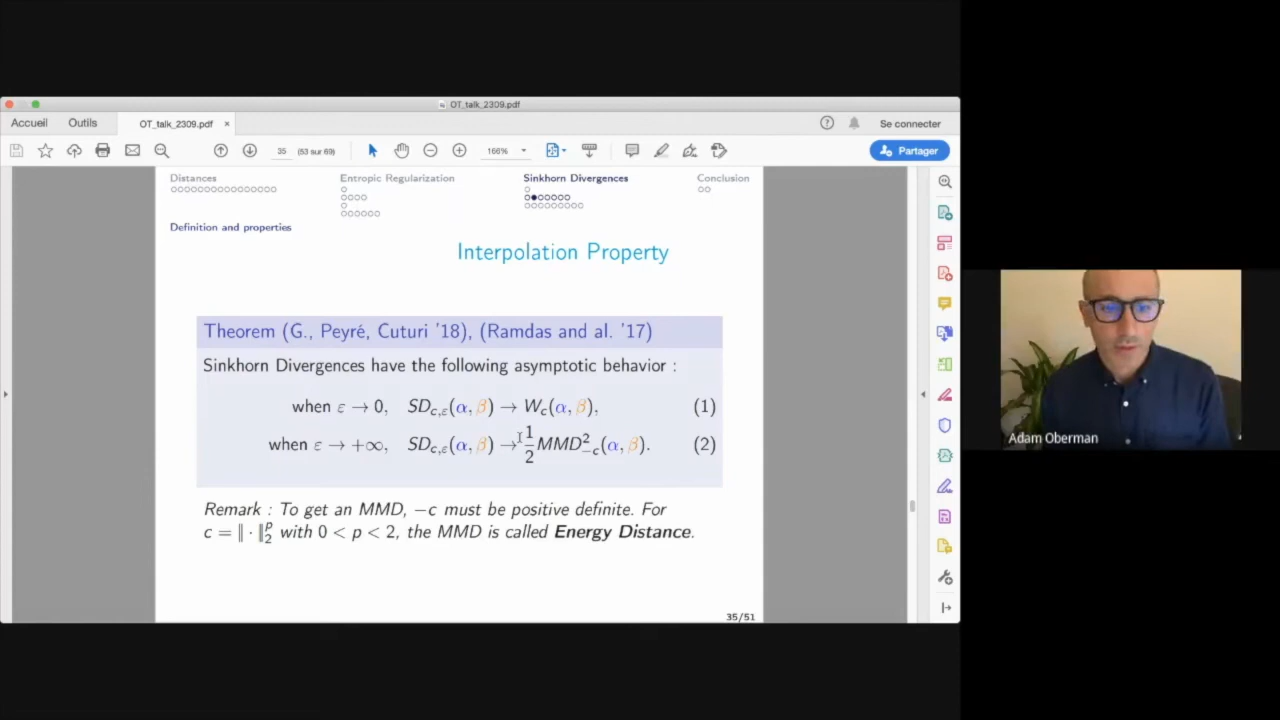 OT_talk_2309.pdf
Accueil Outils OT_talk_2309.pdf × Se connecter
35 (53 sur 69) 166% Partager
Distances Entropic Regularization Sinkhorn Divergences Conclusion
Definition and properties
Interpolation Property
Theorem (G., Peyré, Cuturi '18), (Ramdas and al. '17)
Sinkhorn Divergences have the following asymptotic behavior :
when ε → 0, SD_{c,ε}(α, β) → W_c(α, β), (1)
when ε → +∞, SD_{c,ε}(α, β) → 1/2 MMD²_{−c}(α, β). (2)
Remark : To get an MMD, −c must be positive definite. For
c = ‖ · ‖₂^p with 0 < p < 2, the MMD is called Energy Distance.
35/51
Adam Oberman